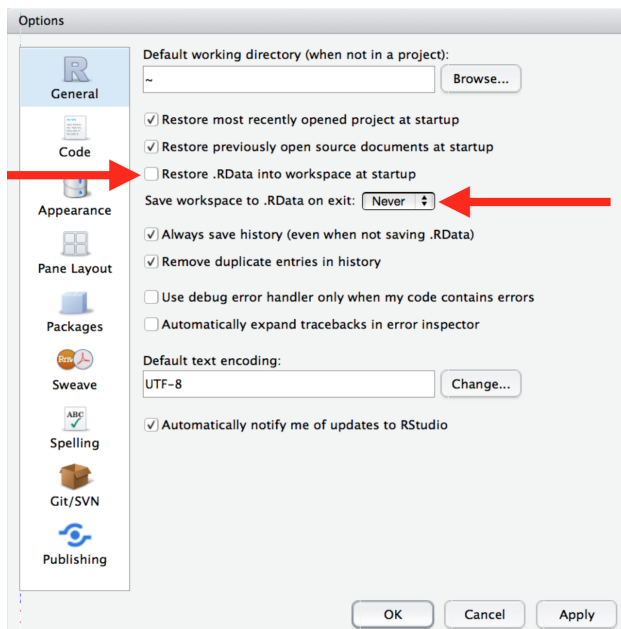 Options
General
Code
Appearance
Pane Layout
Packages
Sweave
ABC
Spelling
Git/SVN
Publishing
Default working directory (when not in a project):
~
Browse...
Restore most recently opened project at startup
Restore previously open source documents at startup
Restore .RData into workspace at startup
Save workspace to .RData on exit: Never
Always save history (even when not saving .RData)
Remove duplicate entries in history
Use debug error handler only when my code contains errors
Automatically expand tracebacks in error inspector
Default text encoding:
UTF-8
Change...
Automatically notify me of updates to RStudio
OK Cancel Apply